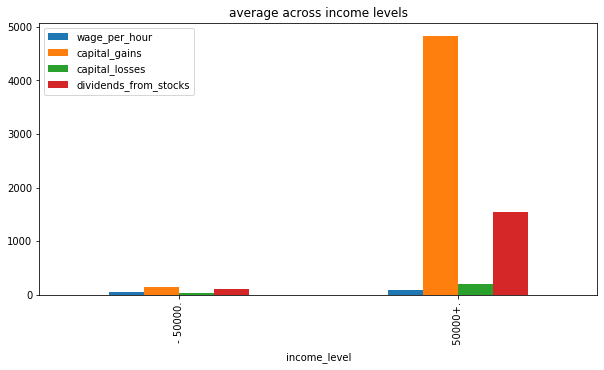 average across income levels
wage_per_hour
capital_gains
capital_losses
dividends_from_stocks
5000
4000
3000
2000
1000
0
- 50000.
50000+.
income_level